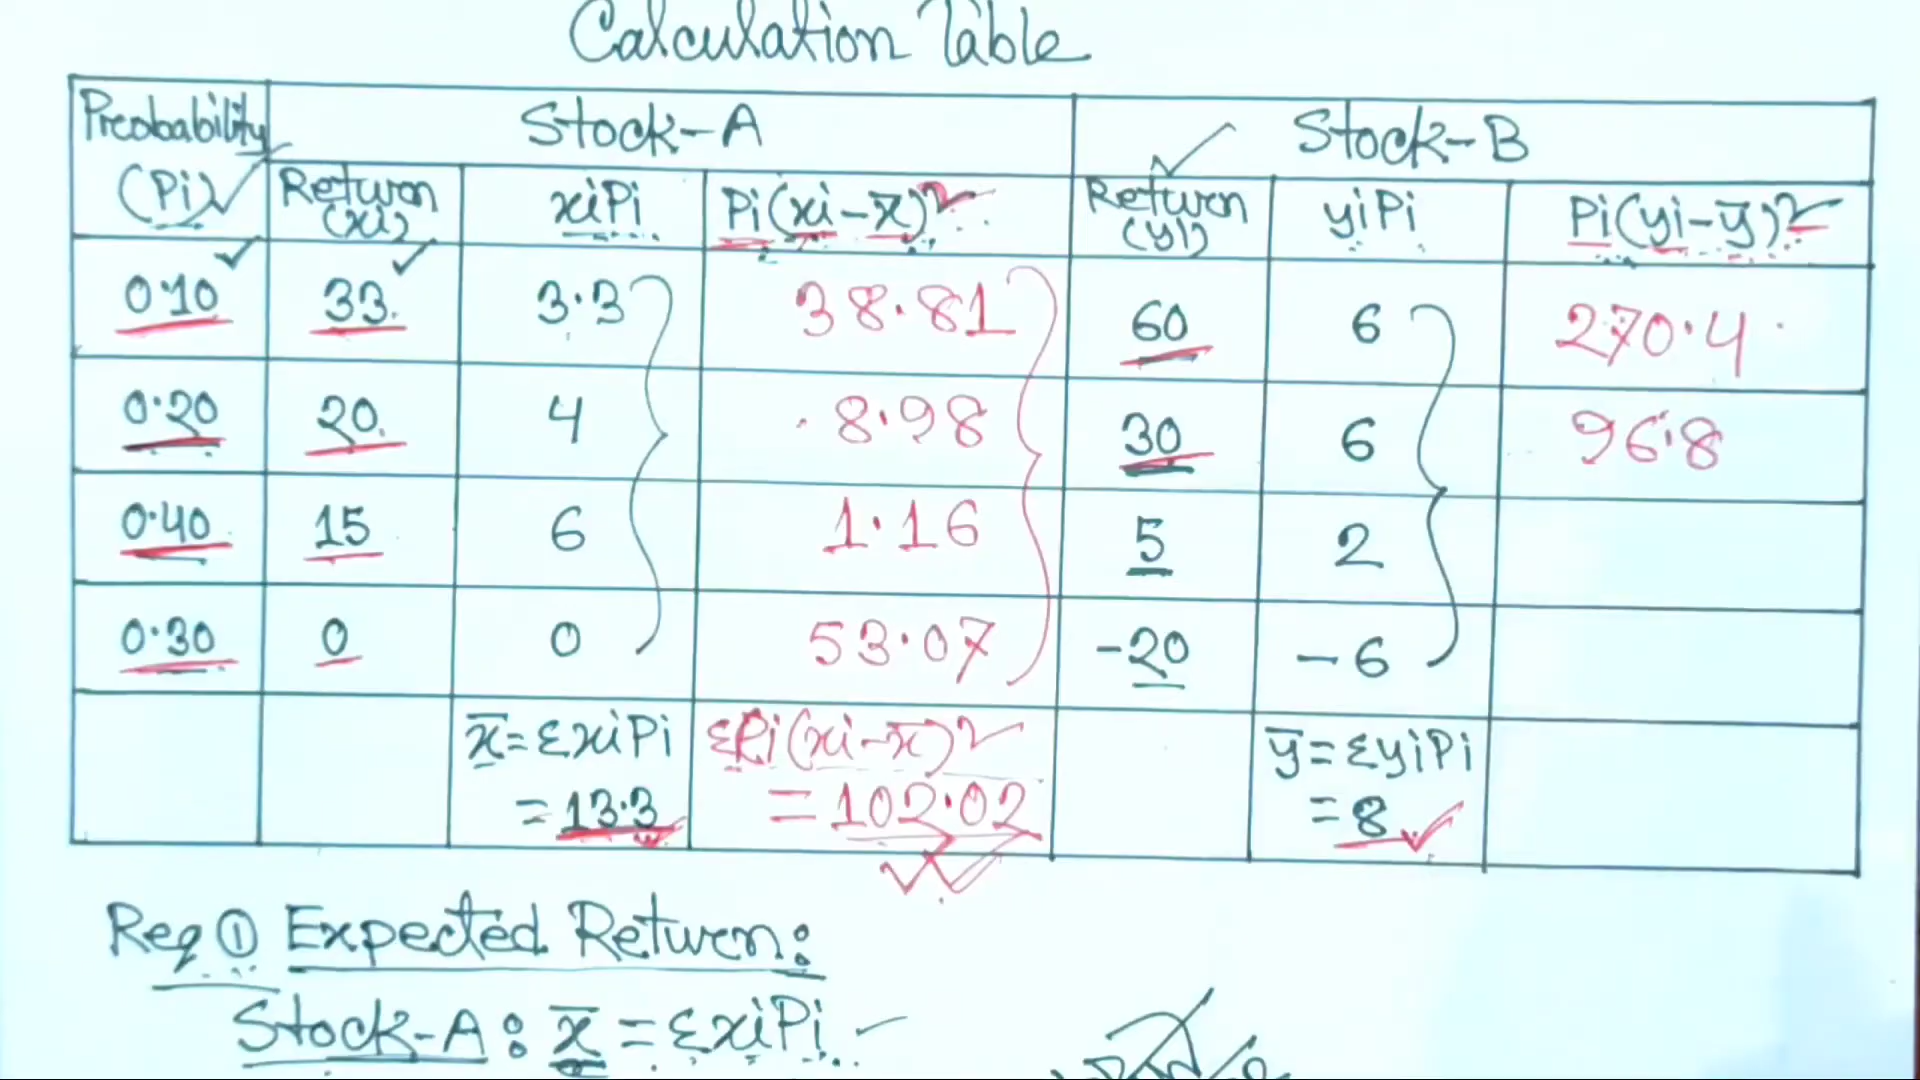 Calculation Table
Probability (Pi) Stock-A Stock-B
Return (xi) xiPi Pi(xi-x̄)² Return (yi) yiPi Pi(yi-ȳ)²
0.10 33 3.3 38.81 60 6 270.4
0.20 20 4 8.98 30 6 96.8
0.40 15 6 1.16 5 2
0.30 0 0 53.07 -20 -6
x̄=ΣxiPi ΣPi(xi-x̄)² ȳ=ΣyiPi
=13.3 =102.02 =8
Req ① Expected Return:
Stock-A: x̄ = ΣxiPi